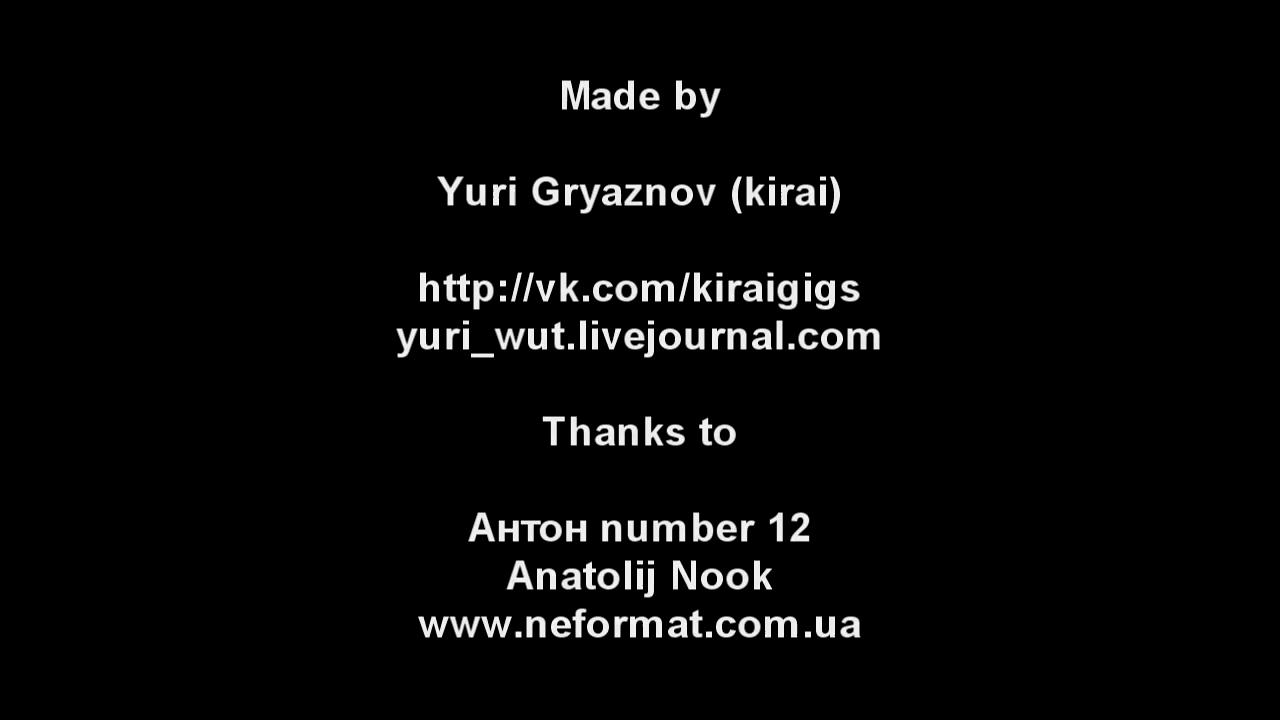 Made by
Yuri Gryaznov (kirai)
http://vk.com/kiraigigs
yuri_wut.livejournal.com
Thanks to
Антон number 12
Anatolij Nook
www.neformat.com.ua